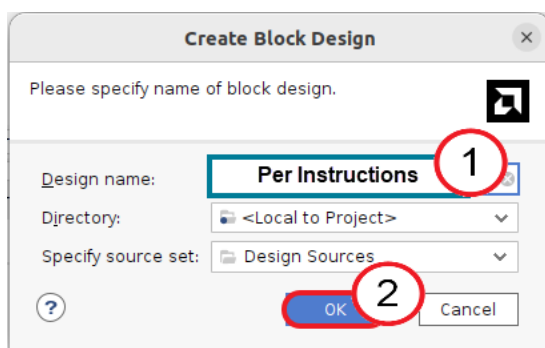 Create Block Design
Please specify name of block design.
Design name: Per Instructions 1
Directory: <Local to Project>
Specify source set: Design Sources
? OK 2 Cancel